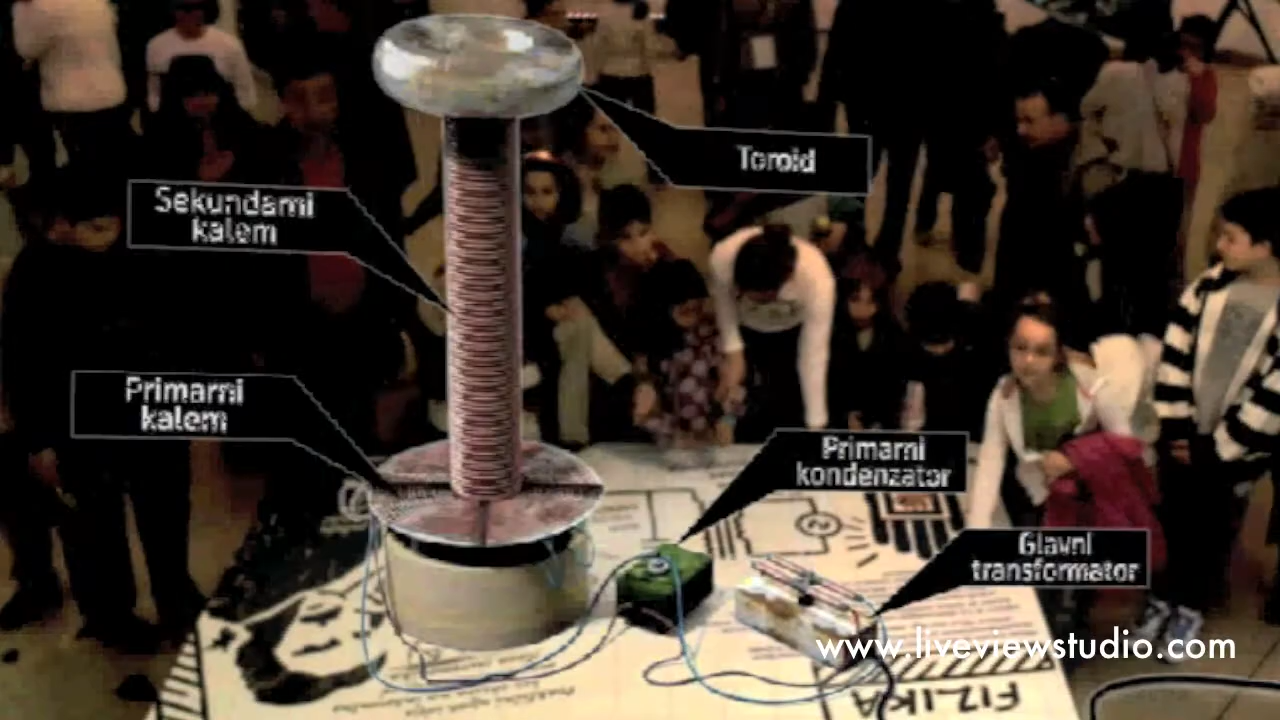 Toroid
Sekundarni
kalem
Primarni
kalem
Primarni
kondenzator
Glavni
transformator
www.liveviewstudio.com
FIZIKA